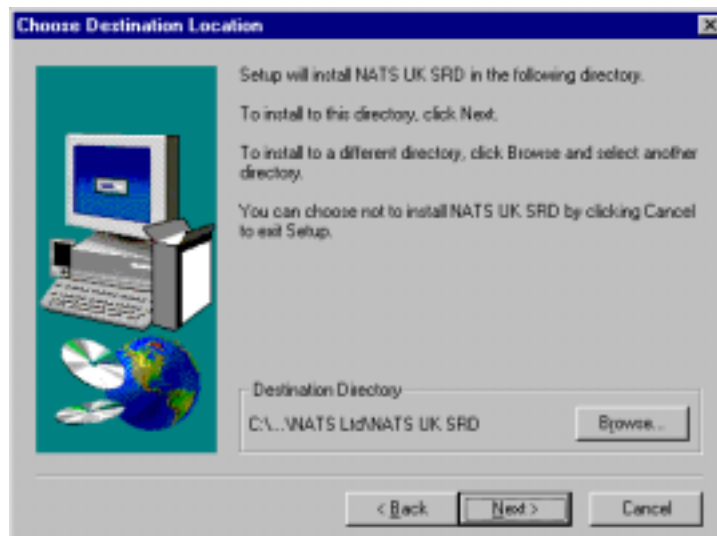 Choose Destination Location
Setup will install NATS UK SRD in the following directory.
To install to this directory, click Next.
To install to a different directory, click Browse and select another
directory.
You can choose not to install NATS UK SRD by clicking Cancel
to exit Setup.
Destination Directory
C:\...\NATS Ltd\NATS UK SRD
Browse...
< Back
Next >
Cancel